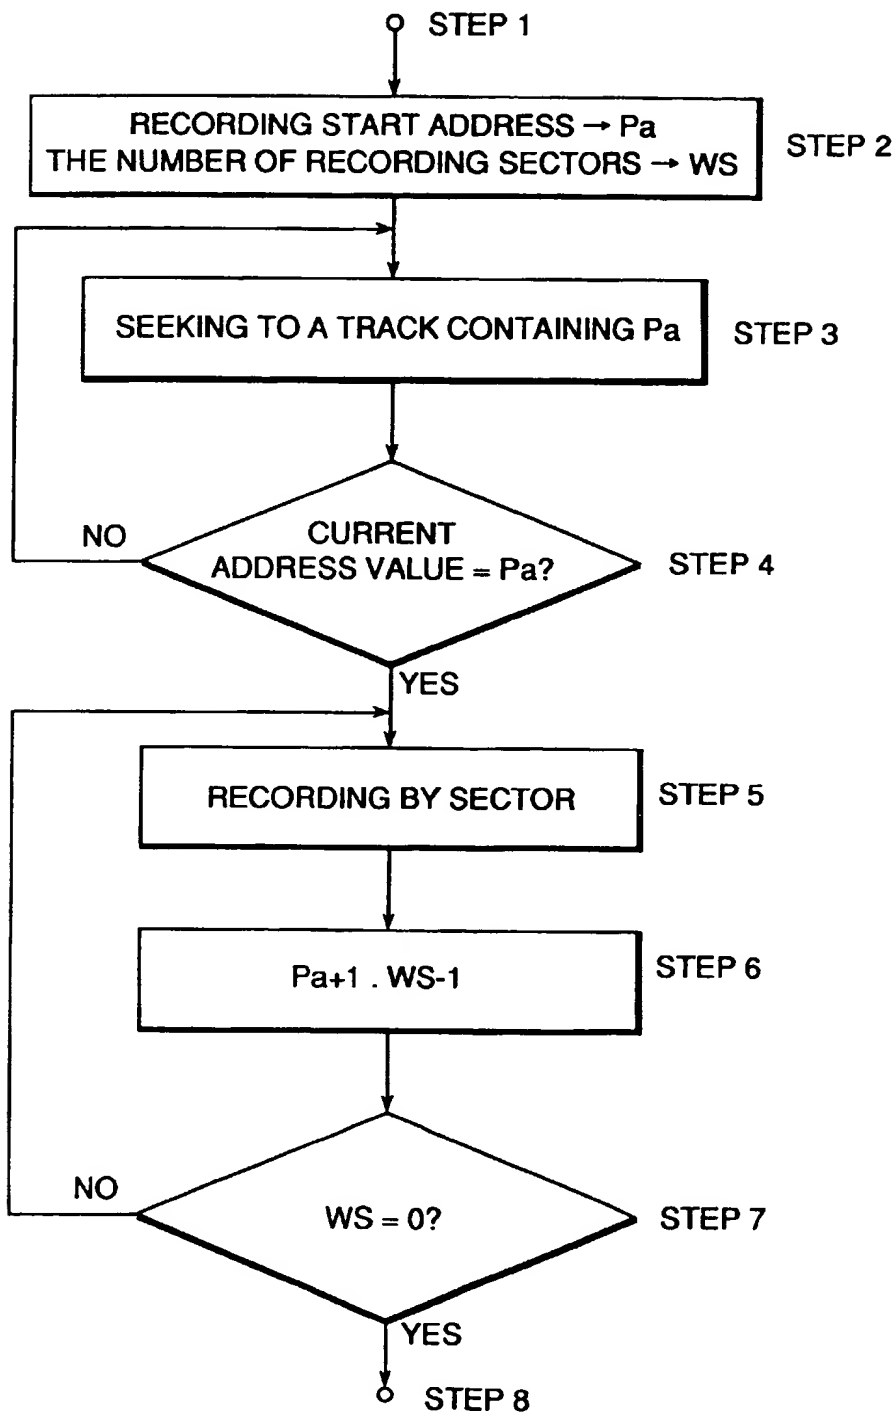 STEP 1
RECORDING START ADDRESS → Pa
THE NUMBER OF RECORDING SECTORS → WS
STEP 2
SEEKING TO A TRACK CONTAINING Pa
STEP 3
NO
CURRENT
ADDRESS VALUE = Pa?
STEP 4
YES
RECORDING BY SECTOR
STEP 5
Pa+1 . WS-1
STEP 6
NO
WS = 0?
STEP 7
YES
STEP 8